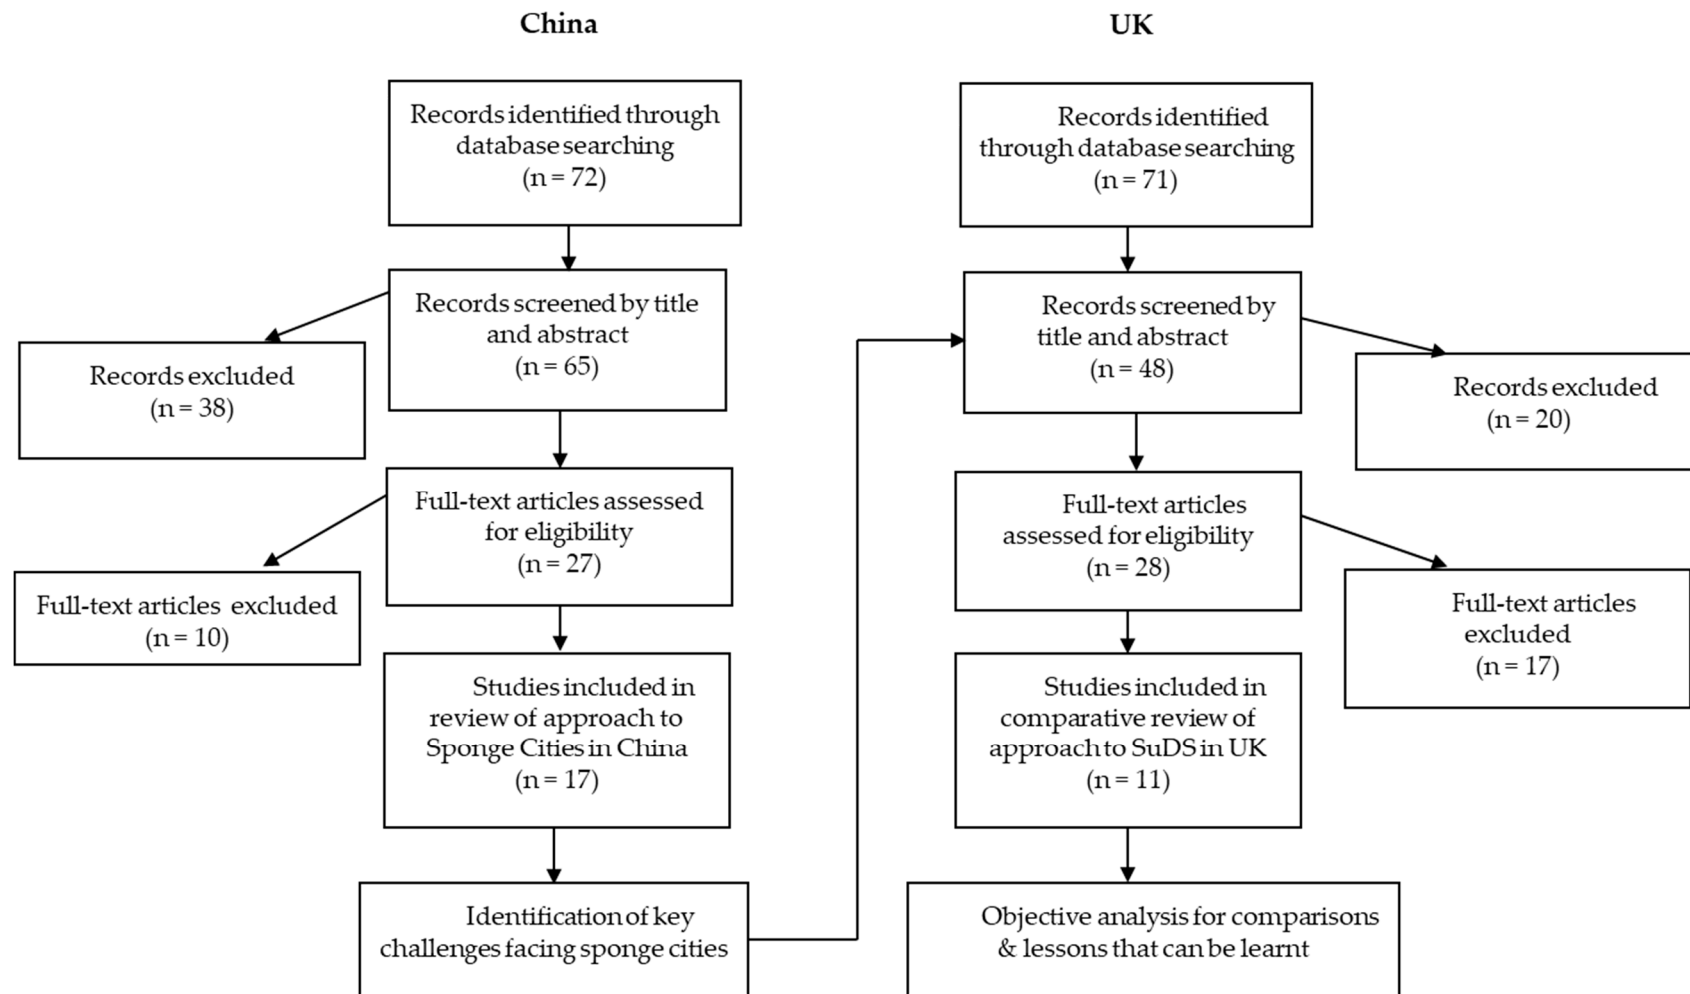 China
Records identified through
database searching
(n = 72)
Records screened by title
and abstract
(n = 65)
Records excluded
(n = 38)
Full-text articles assessed
for eligibility
(n = 27)
Full-text articles excluded
(n = 10)
Studies included in
review of approach to
Sponge Cities in China
(n = 17)
Identification of key
challenges facing sponge cities
UK
Records identified
through database searching
(n = 71)
Records screened by
title and abstract
(n = 48)
Records excluded
(n = 20)
Full-text articles
assessed for eligibility
(n = 28)
Full-text articles
excluded
(n = 17)
Studies included in
comparative review of
approach to SuDS in UK
(n = 11)
Objective analysis for comparisons
& lessons that can be learnt